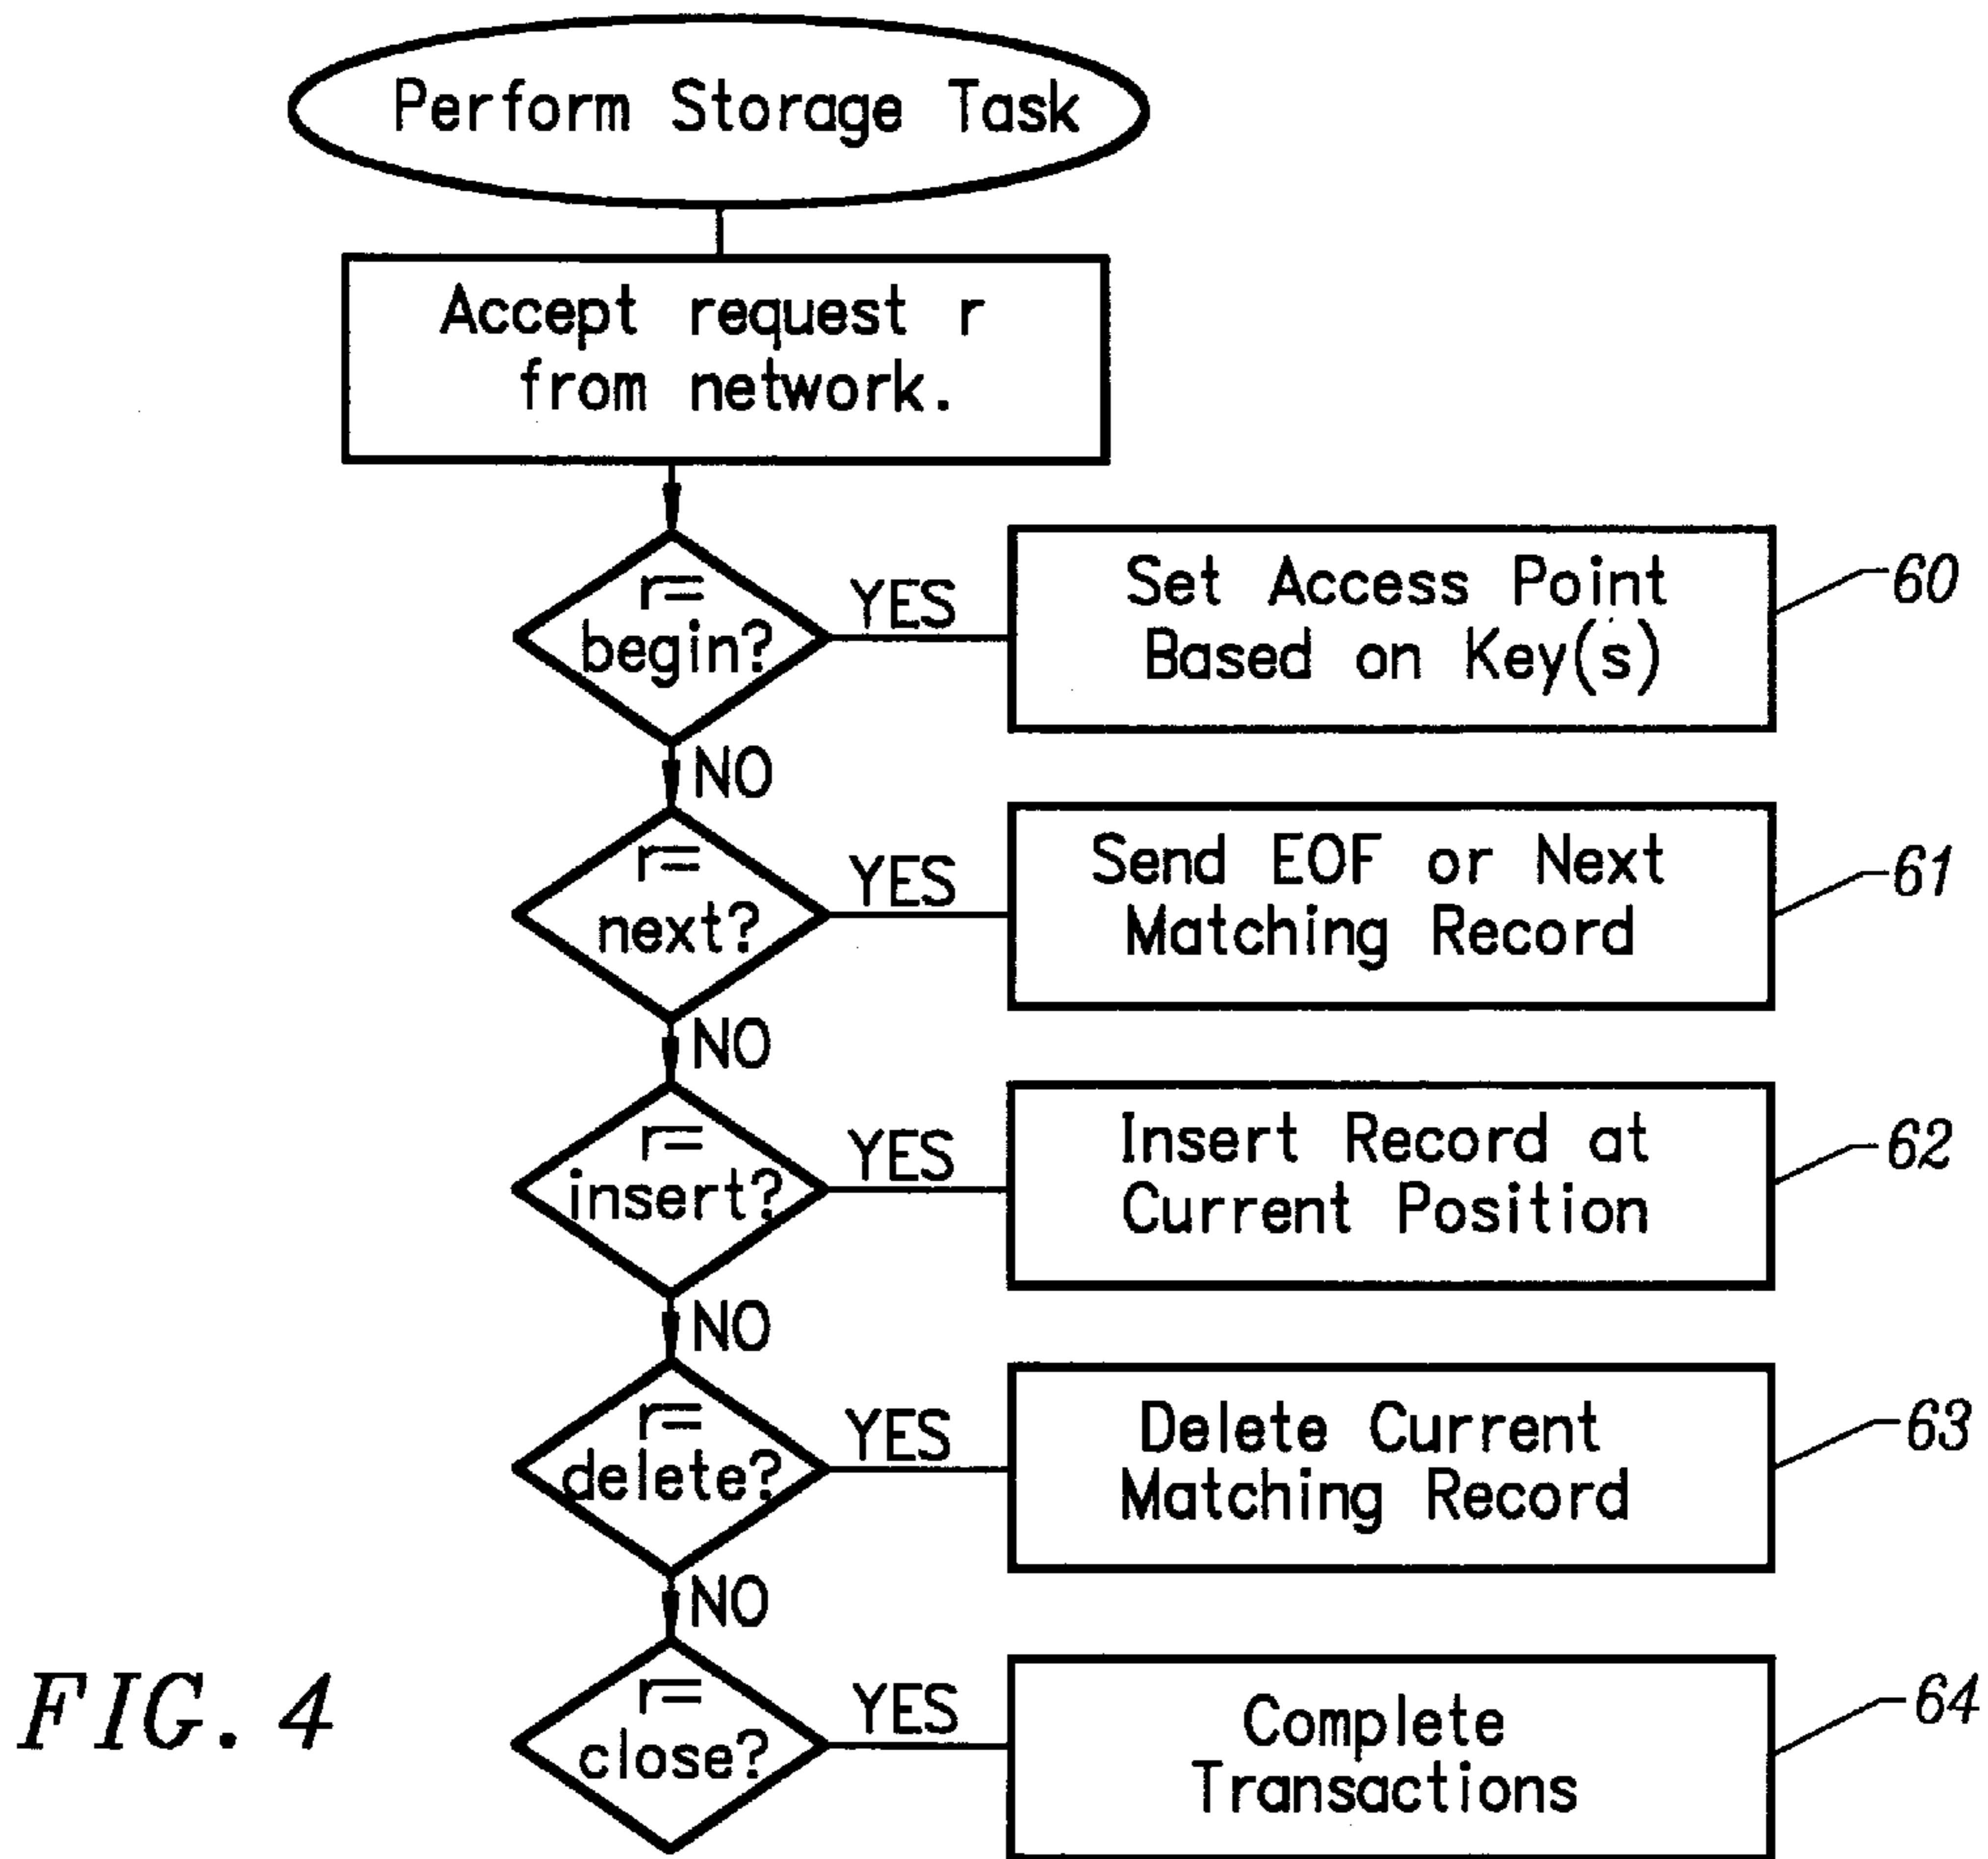 Perform Storage Task
Accept request r
from network.
r=
begin?
YES
Set Access Point
Based on Key(s)
60
NO
r=
next?
YES
Send EOF or Next
Matching Record
61
NO
r=
insert?
YES
Insert Record at
Current Position
62
NO
r=
delete?
YES
Delete Current
Matching Record
63
NO
r=
close?
YES
Complete
Transactions
64
FIG. 4